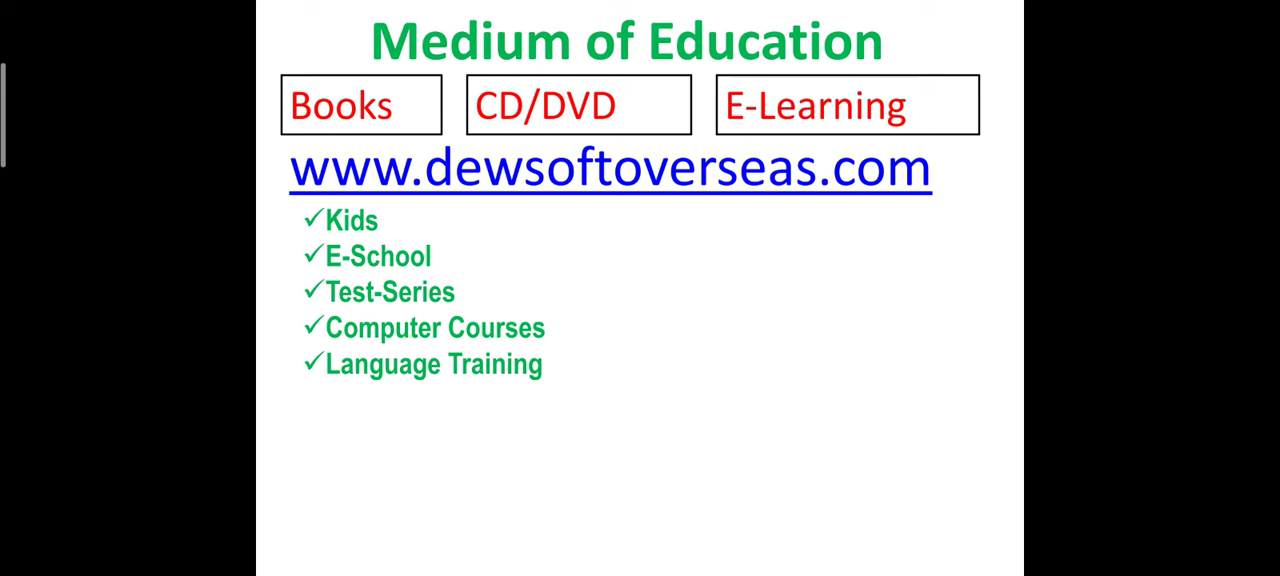 Medium of Education
Books CD/DVD E-Learning
www.dewsoftoverseas.com
✓Kids
✓E-School
✓Test-Series
✓Computer Courses
✓Language Training